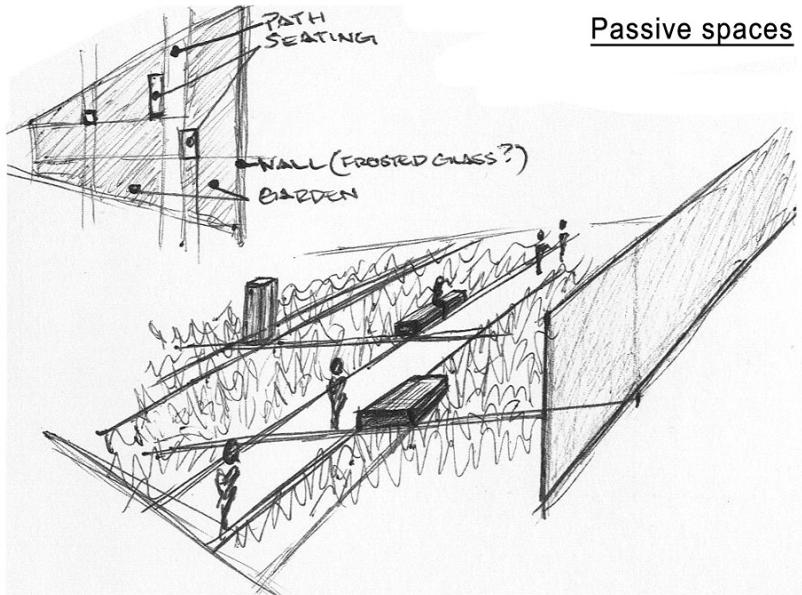 Passive spaces
PATH
SEATING
WALL (FROSTED GLASS?)
GARDEN